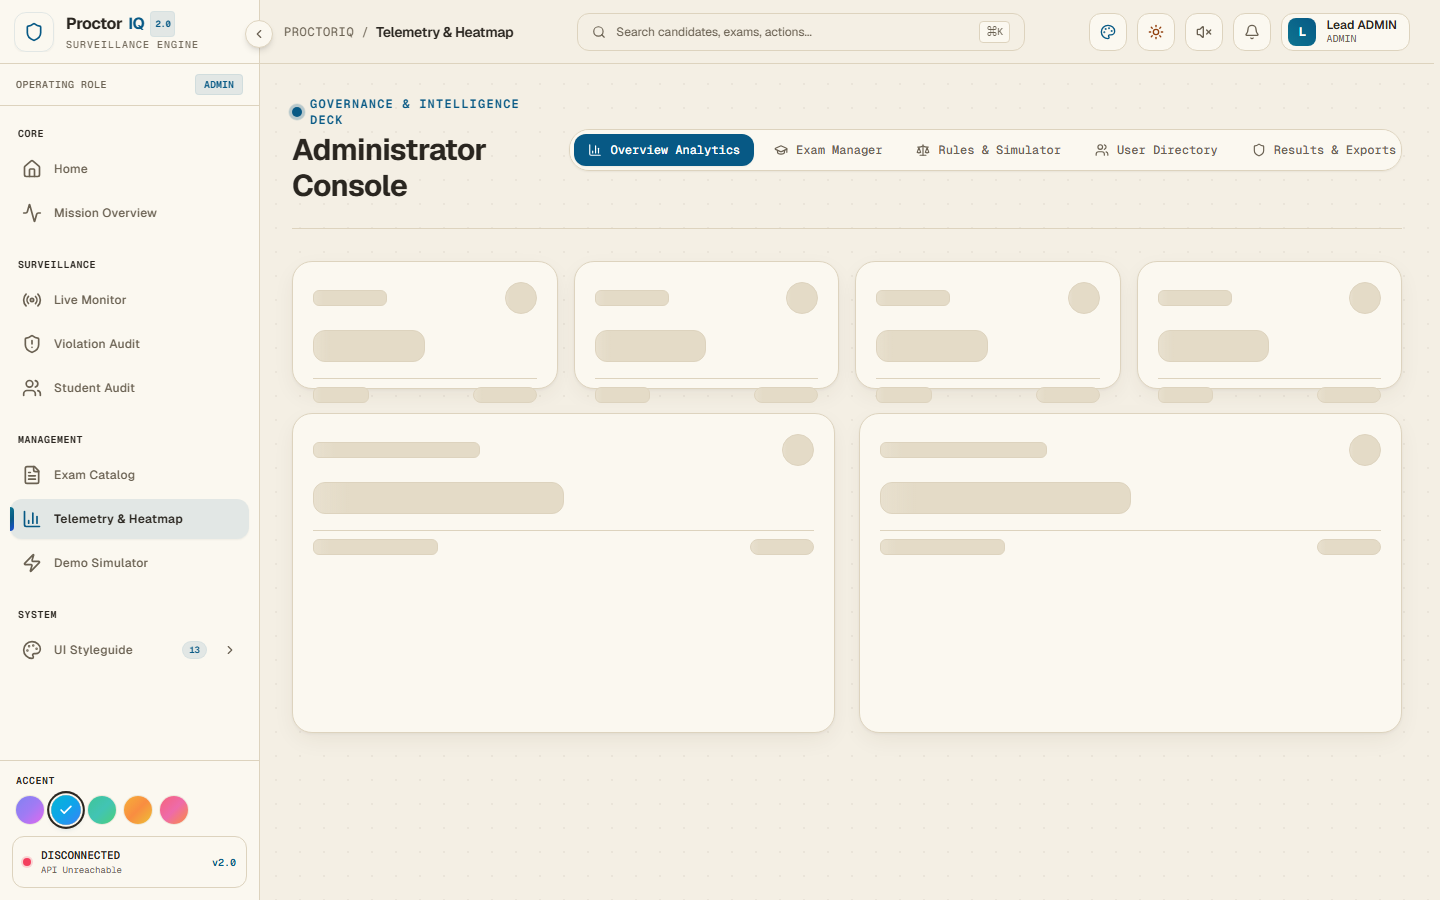 Proctor IQ 2.0
SURVEILLANCE ENGINE
OPERATING ROLE ADMIN
CORE
Home
Mission Overview
SURVEILLANCE
Live Monitor
Violation Audit
Student Audit
MANAGEMENT
Exam Catalog
Telemetry & Heatmap
Demo Simulator
SYSTEM
UI Styleguide 13
ACCENT
DISCONNECTED
API Unreachable
v2.0
PROCTORIQ / Telemetry & Heatmap
Search candidates, exams, actions... ⌘K
L
Lead ADMIN
ADMIN
GOVERNANCE & INTELLIGENCE
DECK
Administrator
Console
Overview Analytics Exam Manager Rules & Simulator User Directory Results & Exports